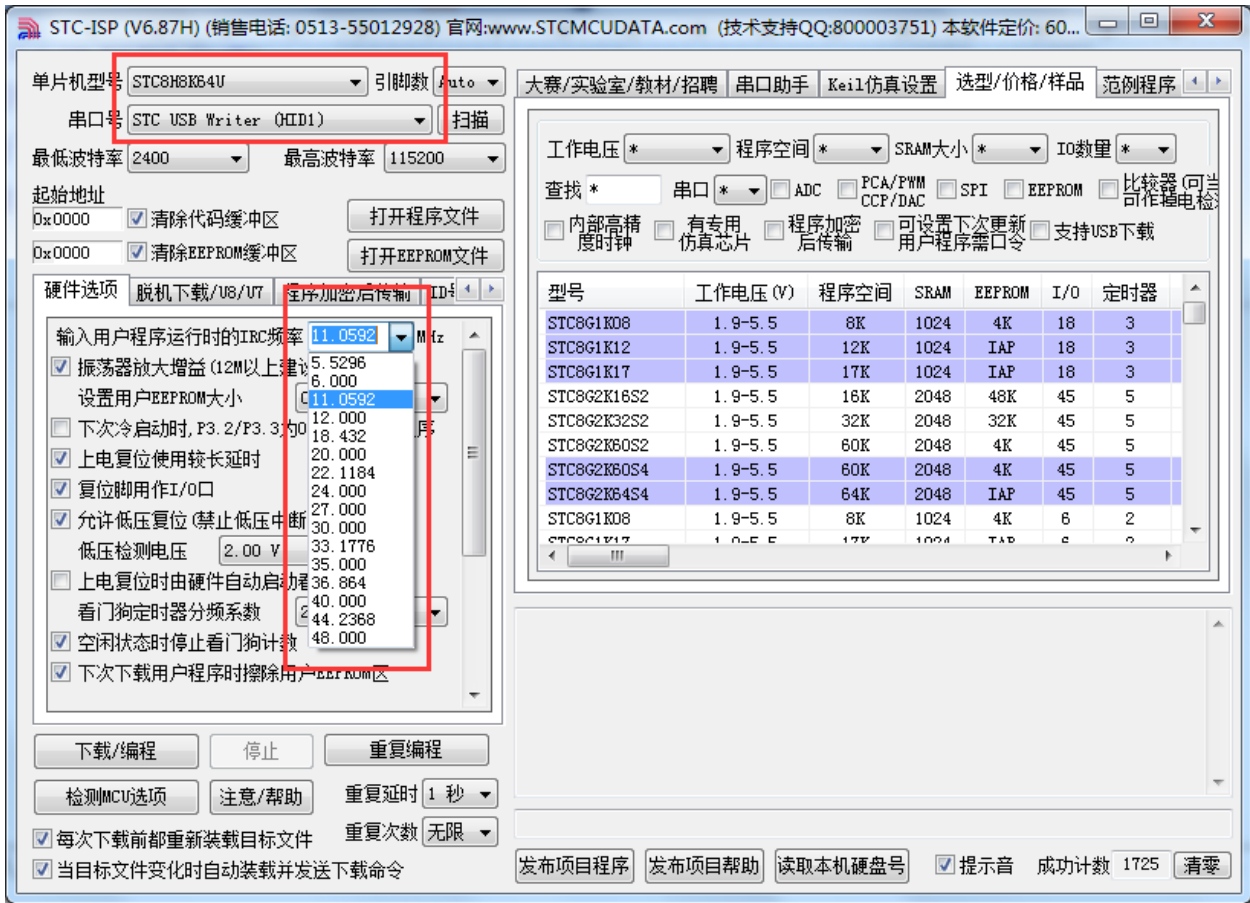 STC-ISP (V6.87H) (销售电话: 0513-55012928) 官网:www.STCMCUDATA.com (技术支持QQ:800003751) 本软件定价: 60...
单片机型号 STC8H8K64U 引脚数 Auto
串口号 STC USB Writer (HID1) 扫描
最低波特率 2400 最高波特率 115200
起始地址
0x0000 清除代码缓冲区 打开程序文件
0x0000 清除EEPROM缓冲区 打开EEPROM文件
硬件选项 脱机下载/U8/U7 程序加密后传输 ID
输入用户程序运行时的IRC频率 11.0592 MHz
振荡器放大增益(12M以上建议
设置用户EEPROM大小
下次冷启动时,P3.2/P3.3为0 序
上电复位使用较长延时
复位脚用作I/O口
允许低压复位(禁止低压中断
低压检测电压 2.00 V
上电复位时由硬件自动启动看
看门狗定时器分频系数 2
空闲状态时停止看门狗计数
下次下载用户程序时擦除用户EEPROM区
5.5296
6.000
11.0592
12.000
18.432
20.000
22.1184
24.000
27.000
30.000
33.1776
35.000
36.864
40.000
44.2368
48.000
下载/编程 停止 重复编程
检测MCU选项 注意/帮助 重复延时 1 秒
每次下载前都重新装载目标文件 重复次数 无限
当目标文件变化时自动装载并发送下载命令
大赛/实验室/教材/招聘 串口助手 Keil仿真设置 选型/价格/样品 范例程序
工作电压 * 程序空间 * SRAM大小 * IO数量 *
查找 * 串口 * ADC PCA/PWM CCP/DAC SPI EEPROM 比较器(可当 可作掉电检
内部高精度时钟 有专用仿真芯片 程序加密后传输 可设置下次更新用户程序需口令 支持USB下载
型号 工作电压(V) 程序空间 SRAM EEPROM I/O 定时器
STC8G1K08 1.9-5.5 8K 1024 4K 18 3
STC8G1K12 1.9-5.5 12K 1024 IAP 18 3
STC8G1K17 1.9-5.5 17K 1024 IAP 18 3
STC8G2K16S2 1.9-5.5 16K 2048 48K 45 5
STC8G2K32S2 1.9-5.5 32K 2048 32K 45 5
STC8G2K60S2 1.9-5.5 60K 2048 4K 45 5
STC8G2K60S4 1.9-5.5 60K 2048 4K 45 5
STC8G2K64S4 1.9-5.5 64K 2048 IAP 45 5
STC8G1K08 1.9-5.5 8K 1024 4K 6 2
STC8G1K17 1.9-5.5 17K 1024 IAP 6 2
发布项目程序 发布项目帮助 读取本机硬盘号 提示音 成功计数 1725 清零